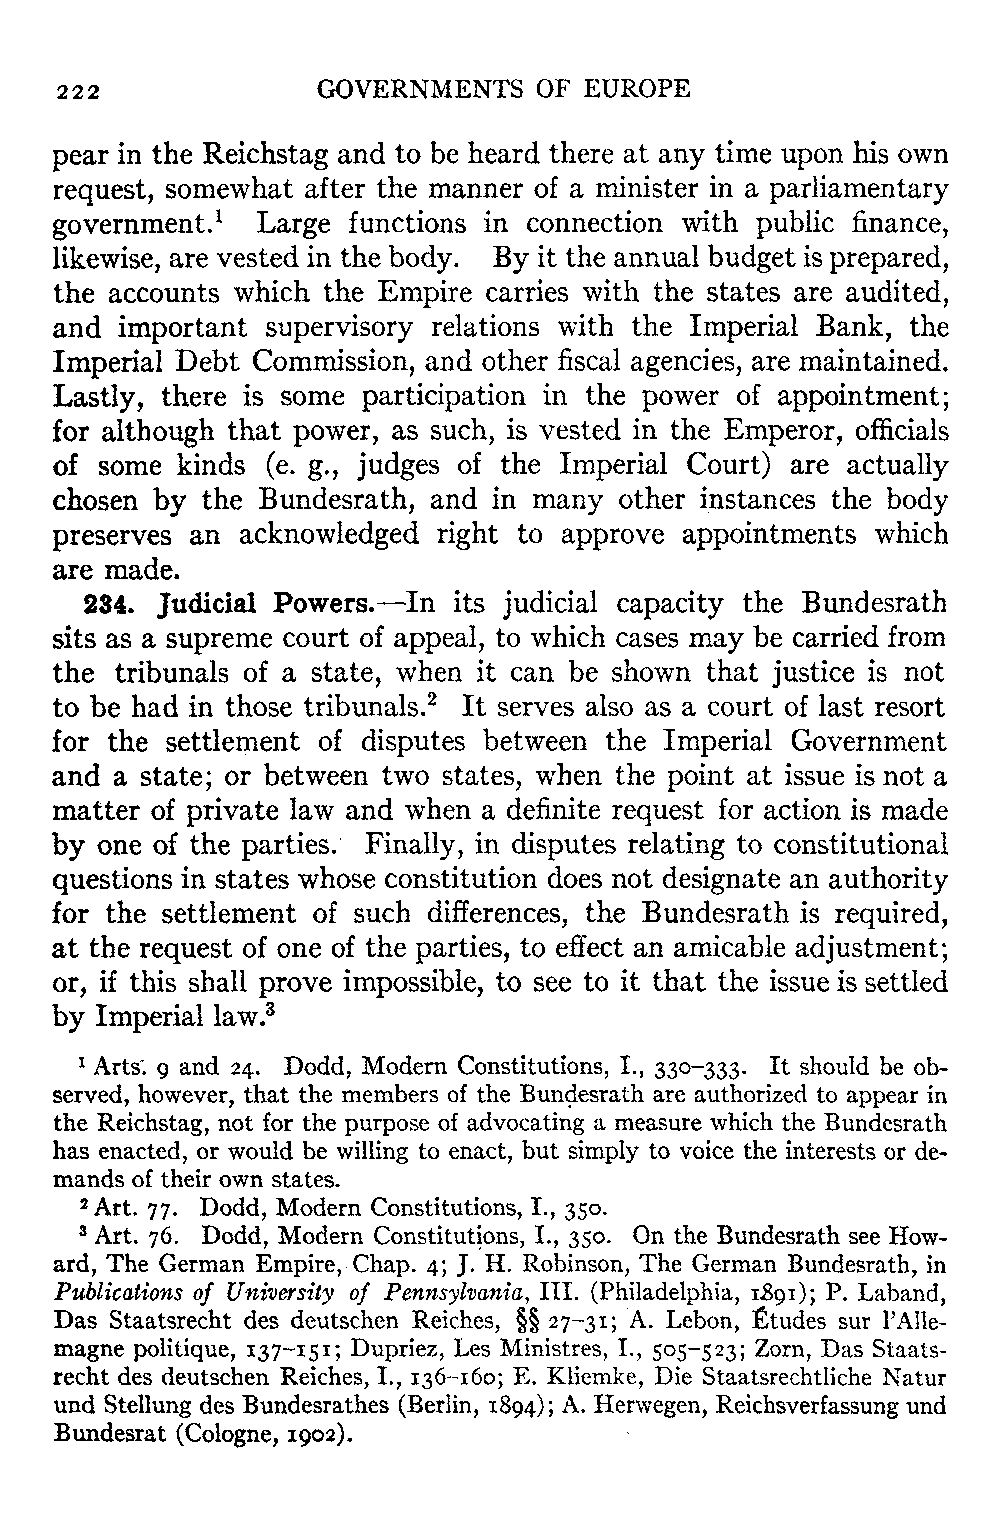 222 GOVERNMENTS OF EUROPE
pear in the Reichstag and to be heard there at any time upon his own
request, somewhat after the manner of a minister in a parliamentary
government.¹ Large functions in connection with public finance,
likewise, are vested in the body. By it the annual budget is prepared,
the accounts which the Empire carries with the states are audited,
and important supervisory relations with the Imperial Bank, the
Imperial Debt Commission, and other fiscal agencies, are maintained.
Lastly, there is some participation in the power of appointment;
for although that power, as such, is vested in the Emperor, officials
of some kinds (e. g., judges of the Imperial Court) are actually
chosen by the Bundesrath, and in many other instances the body
preserves an acknowledged right to approve appointments which
are made.
234. Judicial Powers.—In its judicial capacity the Bundesrath
sits as a supreme court of appeal, to which cases may be carried from
the tribunals of a state, when it can be shown that justice is not
to be had in those tribunals.² It serves also as a court of last resort
for the settlement of disputes between the Imperial Government
and a state; or between two states, when the point at issue is not a
matter of private law and when a definite request for action is made
by one of the parties. Finally, in disputes relating to constitutional
questions in states whose constitution does not designate an authority
for the settlement of such differences, the Bundesrath is required,
at the request of one of the parties, to effect an amicable adjustment;
or, if this shall prove impossible, to see to it that the issue is settled
by Imperial law.³
¹ Arts. 9 and 24. Dodd, Modern Constitutions, I., 330–333. It should be ob-
served, however, that the members of the Bundesrath are authorized to appear in
the Reichstag, not for the purpose of advocating a measure which the Bundesrath
has enacted, or would be willing to enact, but simply to voice the interests or de-
mands of their own states.
² Art. 77. Dodd, Modern Constitutions, I., 350.
³ Art. 76. Dodd, Modern Constitutions, I., 350. On the Bundesrath see How-
ard, The German Empire, Chap. 4; J. H. Robinson, The German Bundesrath, in
Publications of University of Pennsylvania, III. (Philadelphia, 1891); P. Laband,
Das Staatsrecht des deutschen Reiches, §§ 27–31; A. Lebon, Études sur l'Alle-
magne politique, 137–151; Dupriez, Les Ministres, I., 505–523; Zorn, Das Staats-
recht des deutschen Reiches, I., 136–160; E. Kliemke, Die Staatsrechtliche Natur
und Stellung des Bundesrathes (Berlin, 1894); A. Herwegen, Reichsverfassung und
Bundesrat (Cologne, 1902).